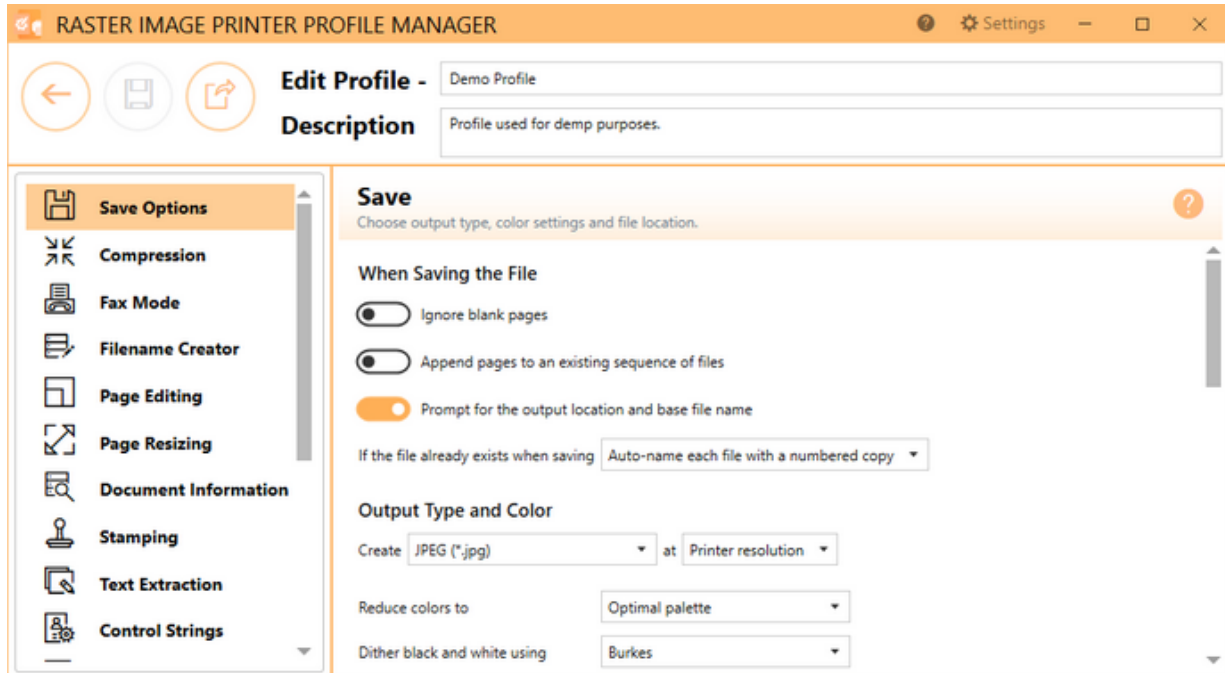 RASTER IMAGE PRINTER PROFILE MANAGER
? Settings
Edit Profile - Demo Profile
Description Profile used for demp purposes.
Save Options
Compression
Fax Mode
Filename Creator
Page Editing
Page Resizing
Document Information
Stamping
Text Extraction
Control Strings
Save
?
Choose output type, color settings and file location.
When Saving the File
Ignore blank pages
Append pages to an existing sequence of files
Prompt for the output location and base file name
If the file already exists when saving Auto-name each file with a numbered copy
Output Type and Color
Create JPEG (*.jpg) at Printer resolution
Reduce colors to Optimal palette
Dither black and white using Burkes